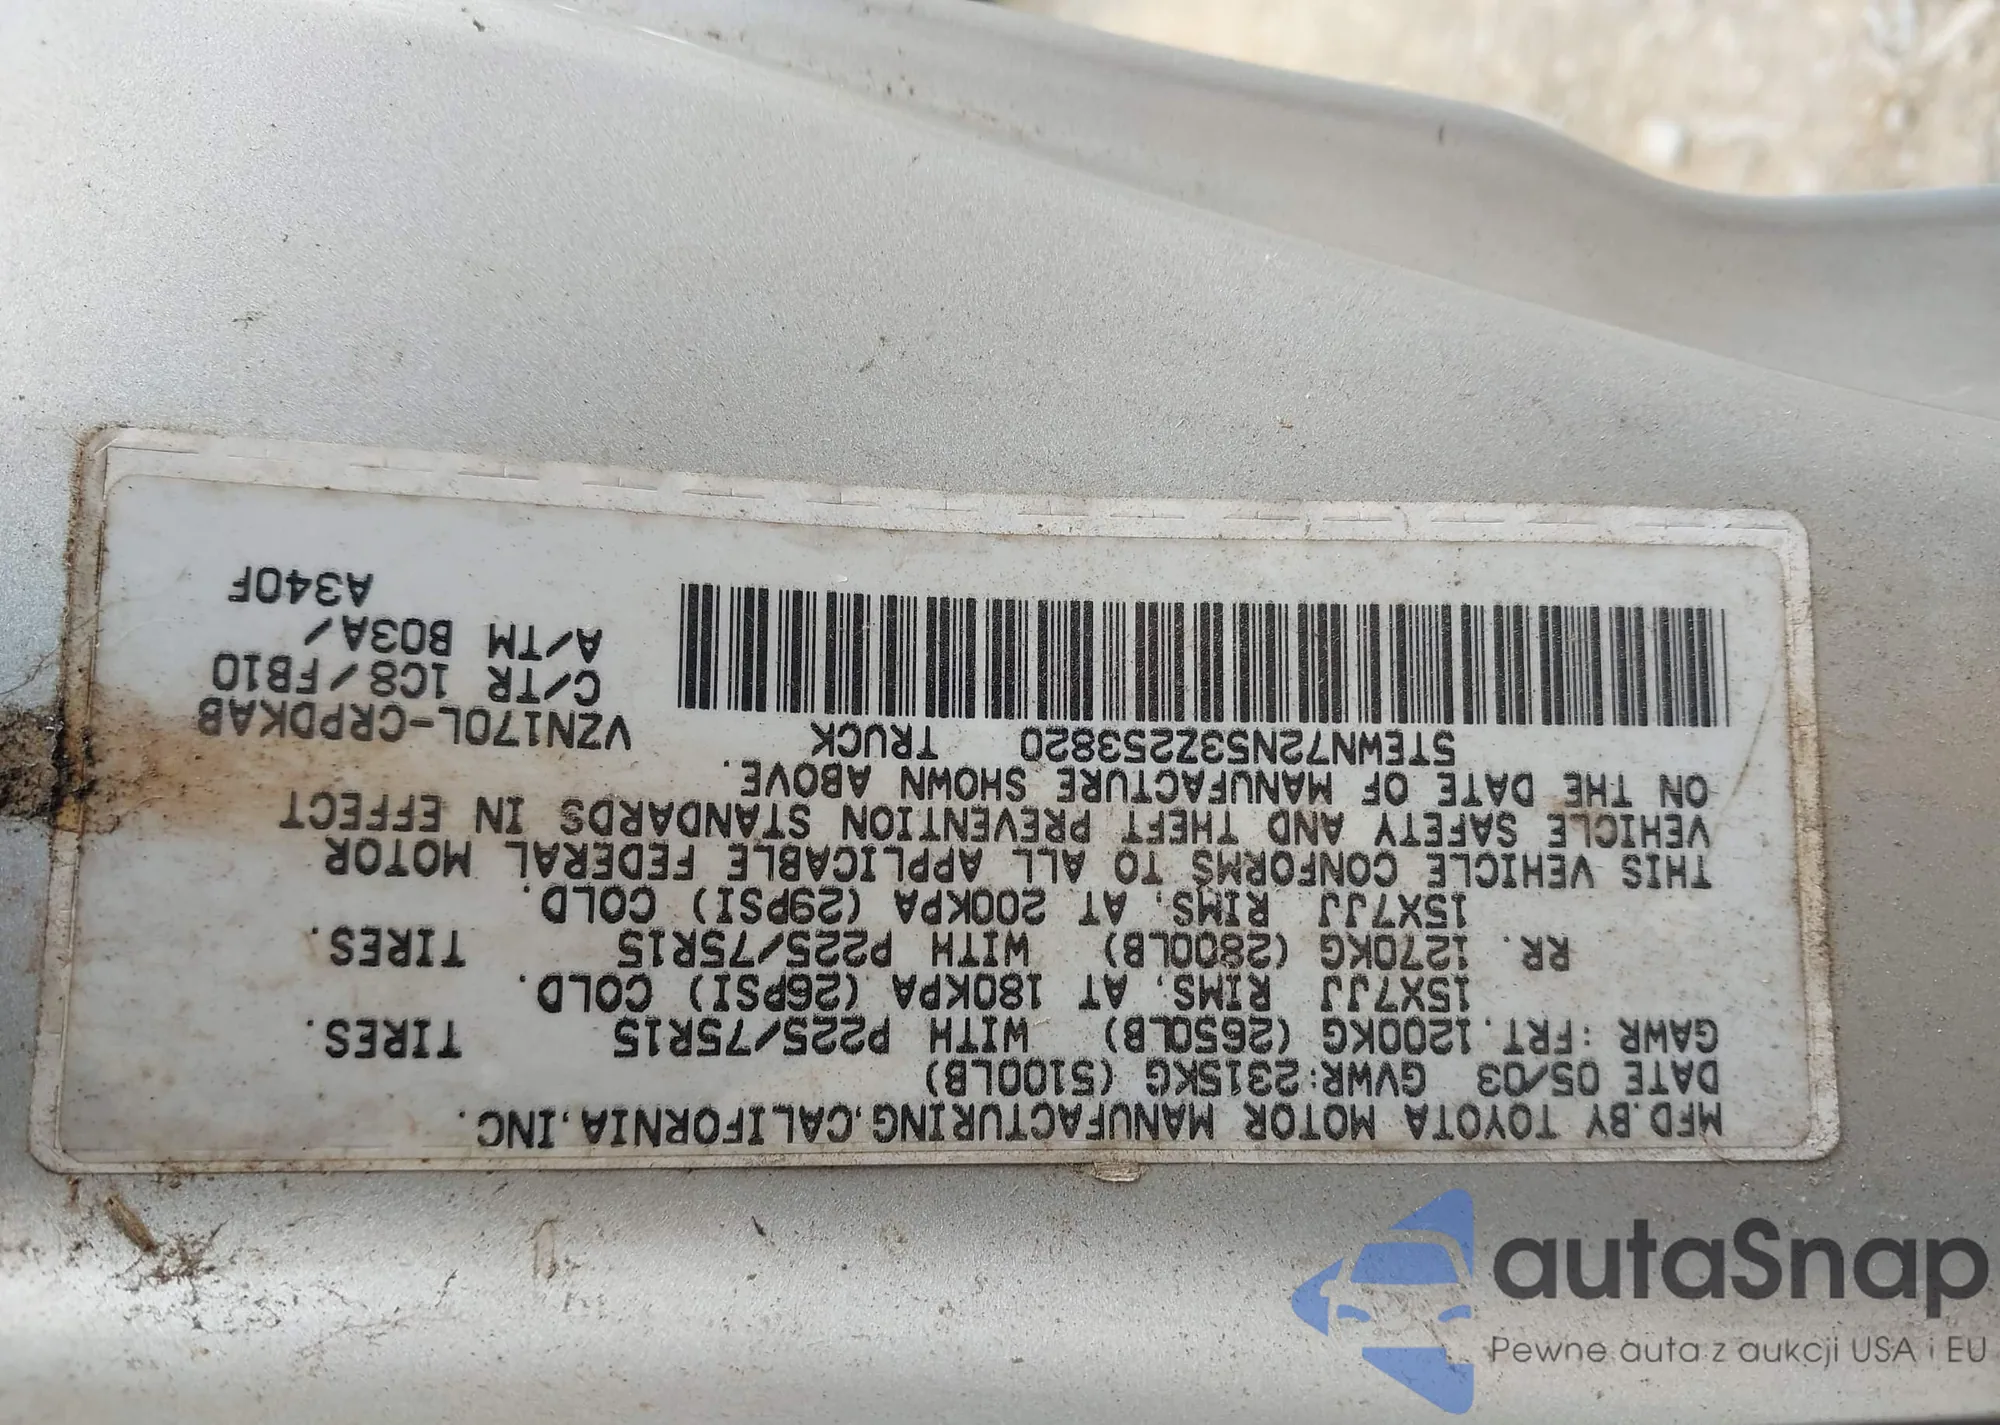 MFD.BY TOYOTA MOTOR MANUFACTURING,CALIFORNIA,INC.
DATE 05/03 GVWR:2315KG (5100LB)
GAWR :FRT.1200KG (2650LB) WITH P225/75R15 TIRES.
15X7JJ RIMS, AT 180KPA (26PSI) COLD.
RR. 1270KG (2800LB) WITH P225/75R15 TIRES.
15X7JJ RIMS, AT 200KPA (29PSI) COLD.
THIS VEHICLE CONFORMS TO ALL APPLICABLE FEDERAL MOTOR
VEHICLE SAFETY AND THEFT PREVENTION STANDARDS IN EFFECT
ON THE DATE OF MANUFACTURE SHOWN ABOVE.
5TEWN72N53Z253820 TRUCK
VZN170L-CRPDKAB
C/TR 1C8/FB10
A/TM B03A/
A340F
autaSnap
Pewne auta z aukcji USA i EU